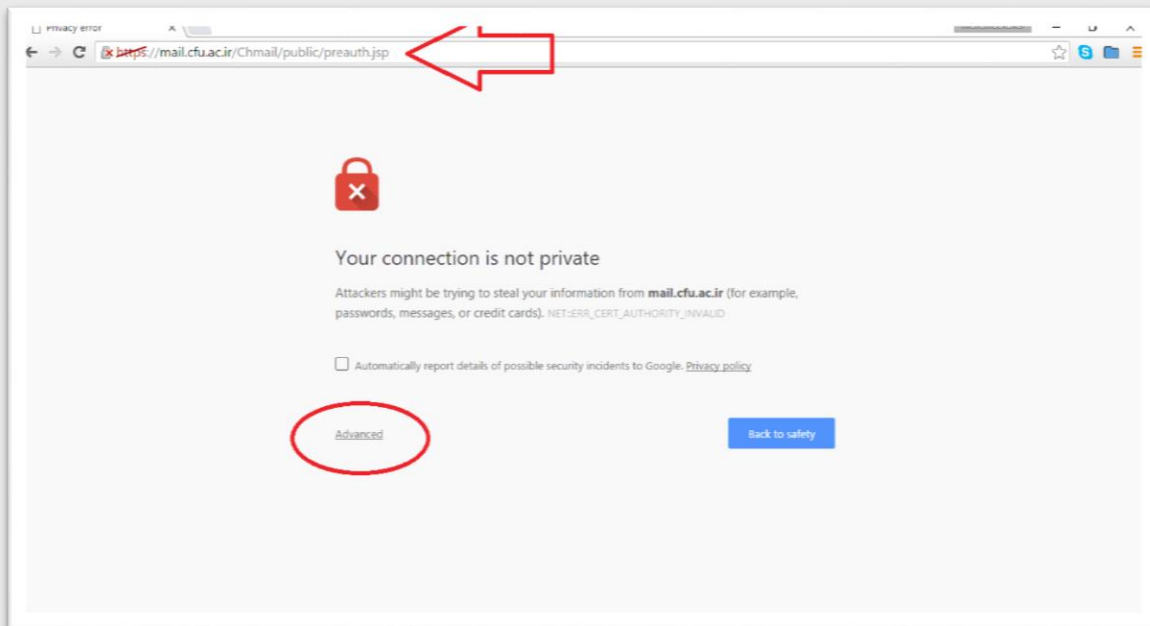 Privacy error
https://mail.cfu.ac.ir/Chmail/public/preauth.jsp
Your connection is not private
Attackers might be trying to steal your information from mail.cfu.ac.ir (for example,
passwords, messages, or credit cards). NET::ERR_CERT_AUTHORITY_INVALID
Automatically report details of possible security incidents to Google. Privacy policy
Advanced
Back to safety